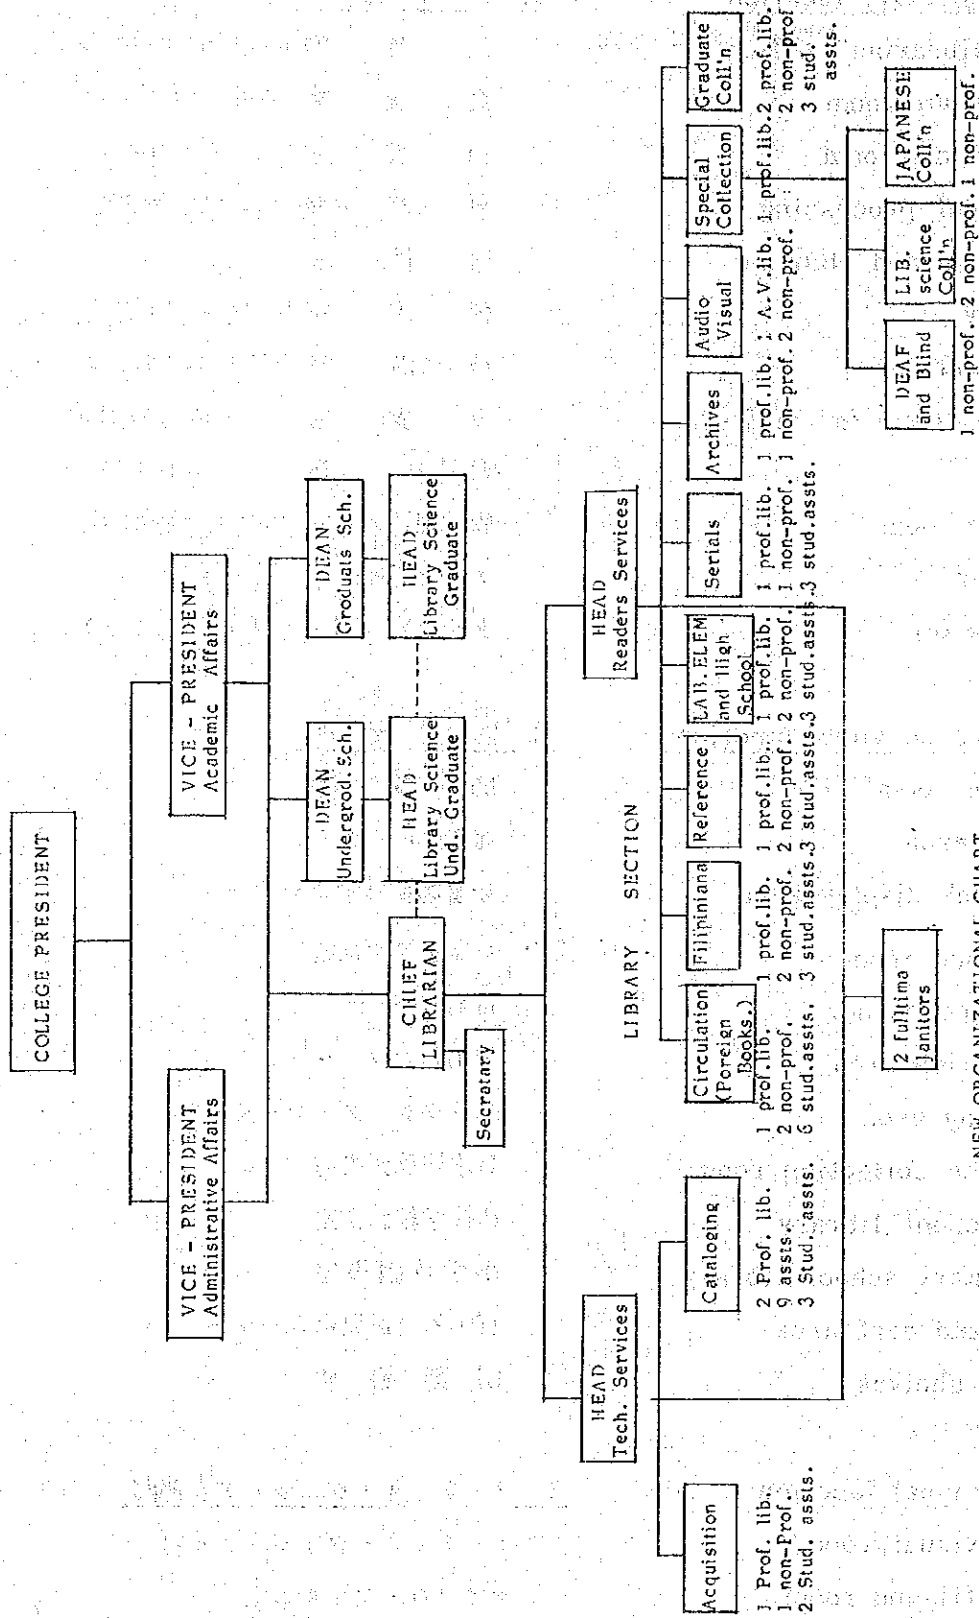 COLLEGE PRESIDENT
VICE - PRESIDENT
Administrative Affairs
VICE - PRESIDENT
Academic Affairs
DEAN
Undergrod.Sch.
DEAN
Groduals Sch.
CHIEF
LIBRARIAN
HEAD
Library Science
Und. Graduate
HEAD
Library Science
Graduate
Secratary
HEAD
Tech. Services
HEAD
Readers Services
LIBRARY SECTION
Acquisition
1 Prof. lib.
1 non-Prof.
2 Stud. assts.
Cataloging
2 Prof. lib.
9 assts.
3 Stud. assts.
Circulation
(Poreign
Books.)
1 prof.lib.
2 non-prof.
6 stud.assts.
Filipiniana
1 prof.lib.
2 non-prof.
3 stud.assts.
Reference
1 prof.lib.
2 non-prof.
3 stud.assts.
LAB.ELEM
and High
School
1 prof.lib.
2 non-prof.
3 stud.assts.
Serials
1 prof.lib.
1 non-prof.
3 stud.assts.
Archives
1 prof.lib.
1 non-prof.
Audio
Visual
1 A.V.lib.
2 non-prof.
Special
Collection
1 prof.lib.
Graduate
Coll'n
2 prof.lib.
2 non-prof
3 stud.
assts.
DEAF
and Blind
1 non-prof.
LIB.
science
Coll'n
2 non-prof.
JAPANESE
Coll'n
1 non-prof.
2 fulltima
Janitors
NEW ORGANIZATIONAL CHART